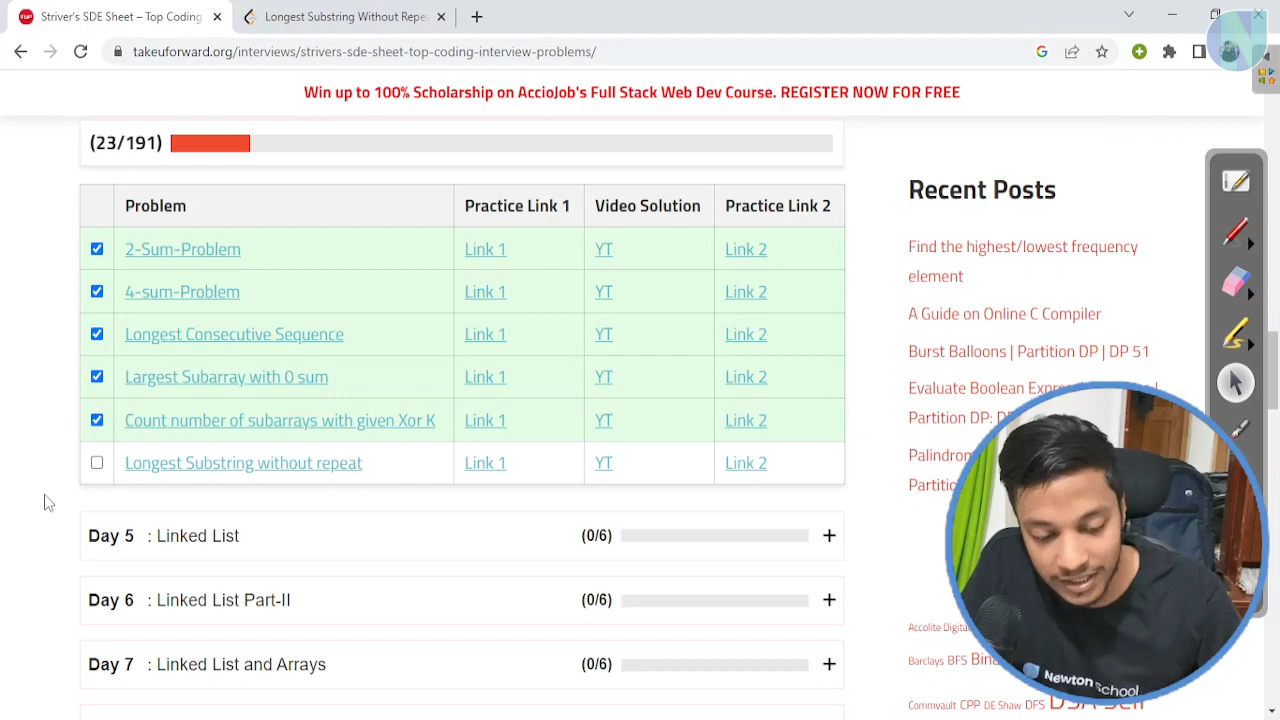 Striver's SDE Sheet – Top Coding
Longest Substring Without Repe
takeuforward.org/interviews/strivers-sde-sheet-top-coding-interview-problems/
Win up to 100% Scholarship on AccioJob's Full Stack Web Dev Course. REGISTER NOW FOR FREE
(23/191)
Problem Practice Link 1 Video Solution Practice Link 2
2-Sum-Problem Link 1 YT Link 2
4-sum-Problem Link 1 YT Link 2
Longest Consecutive Sequence Link 1 YT Link 2
Largest Subarray with 0 sum Link 1 YT Link 2
Count number of subarrays with given Xor K Link 1 YT Link 2
Longest Substring without repeat Link 1 YT Link 2
Day 5 : Linked List (0/6) +
Day 6 : Linked List Part-II (0/6) +
Day 7 : Linked List and Arrays (0/6) +
Recent Posts
Find the highest/lowest frequency
element
A Guide on Online C Compiler
Burst Balloons | Partition DP | DP 51
Evaluate Boolean
Partition DP:
Barclays BFS
Commvault CPP DE Shaw DFS
Newton School